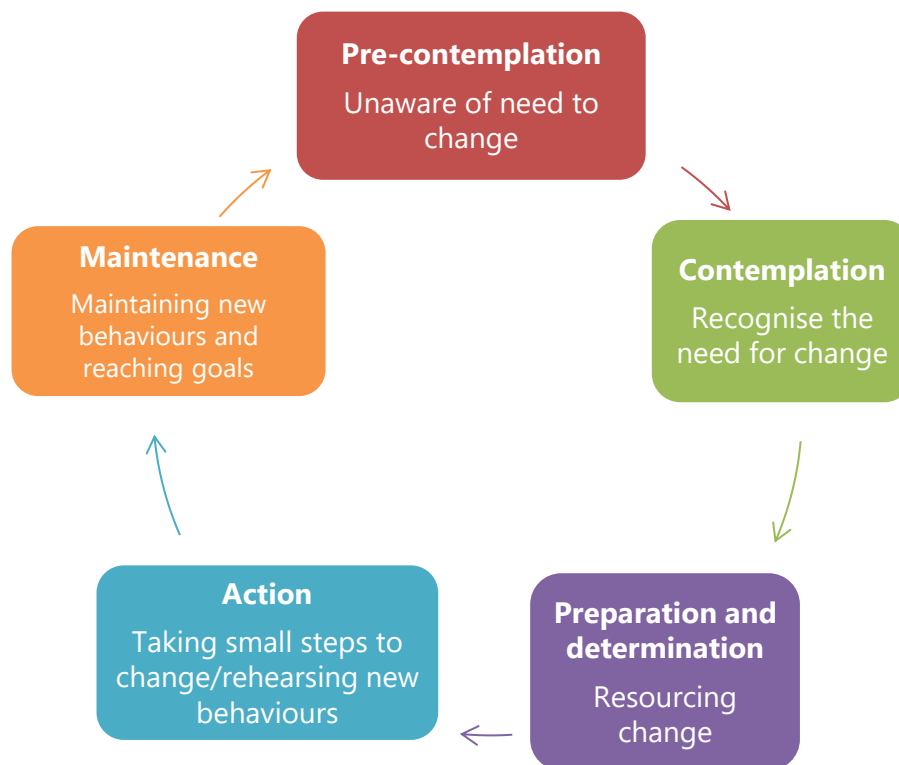 Pre-contemplation
Unaware of need to
change
Contemplation
Recognise the
need for change
Preparation and
determination
Resourcing
change
Action
Taking small steps to
change/rehearsing new
behaviours
Maintenance
Maintaining new
behaviours and
reaching goals